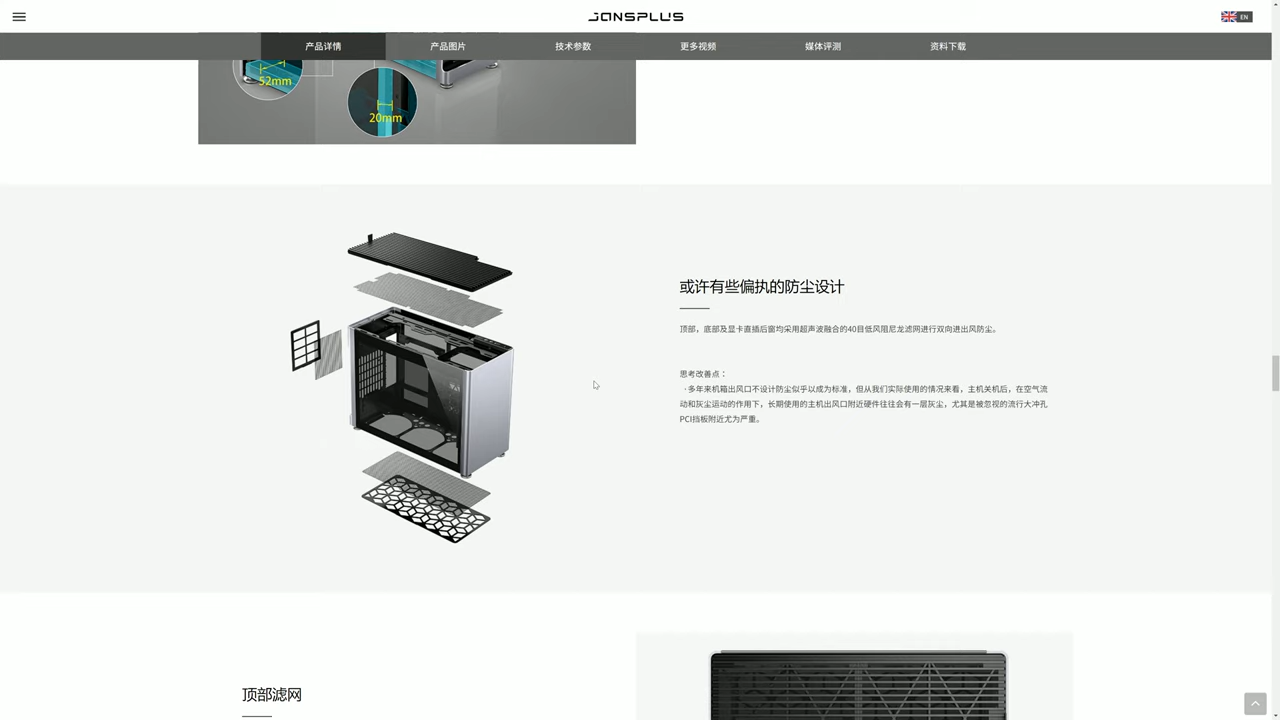 JONSPLUS
EN
产品详情
产品图片
技术参数
更多视频
媒体评测
资料下载
52mm
20mm
或许有些偏执的防尘设计
顶部，底部及显卡直插后窗均采用超声波融合的40目低风阻尼龙滤网进行双向进出风防尘。
思考改善点：
·多年来机箱出风口不设计防尘似乎以成为标准，但从我们实际使用的情况来看，主机关机后，在空气流
动和灰尘运动的作用下，长期使用的主机出风口附近硬件往往会有一层灰尘，尤其是被忽视的流行大冲孔
PCI挡板附近尤为严重。
顶部滤网